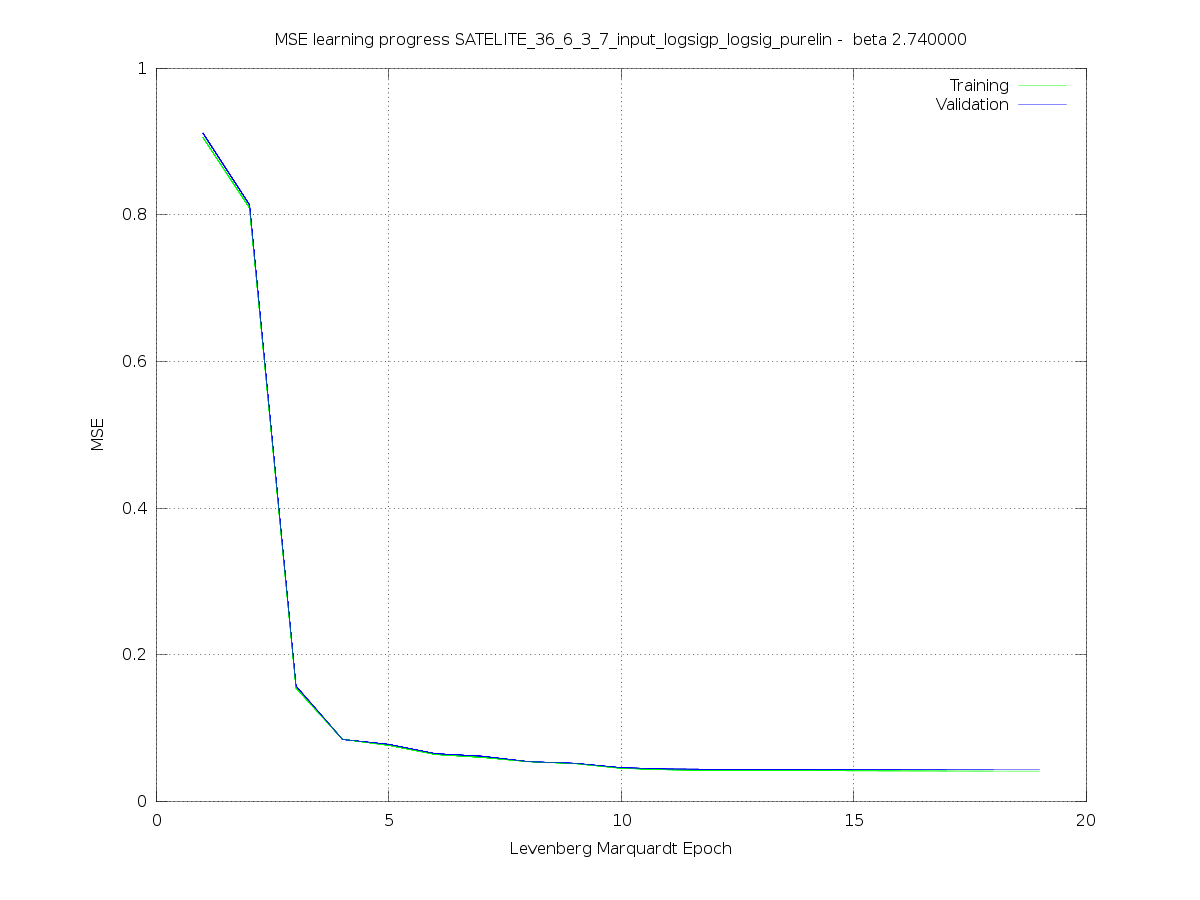 MSE learning progress SATELITE_36_6_3_7_input_logsigp_logsig_purelin - beta 2.740000
1
Training
Validation
0.8
0.6
MSE
0.4
0.2
0
0 5 10 15 20
Levenberg Marquardt Epoch